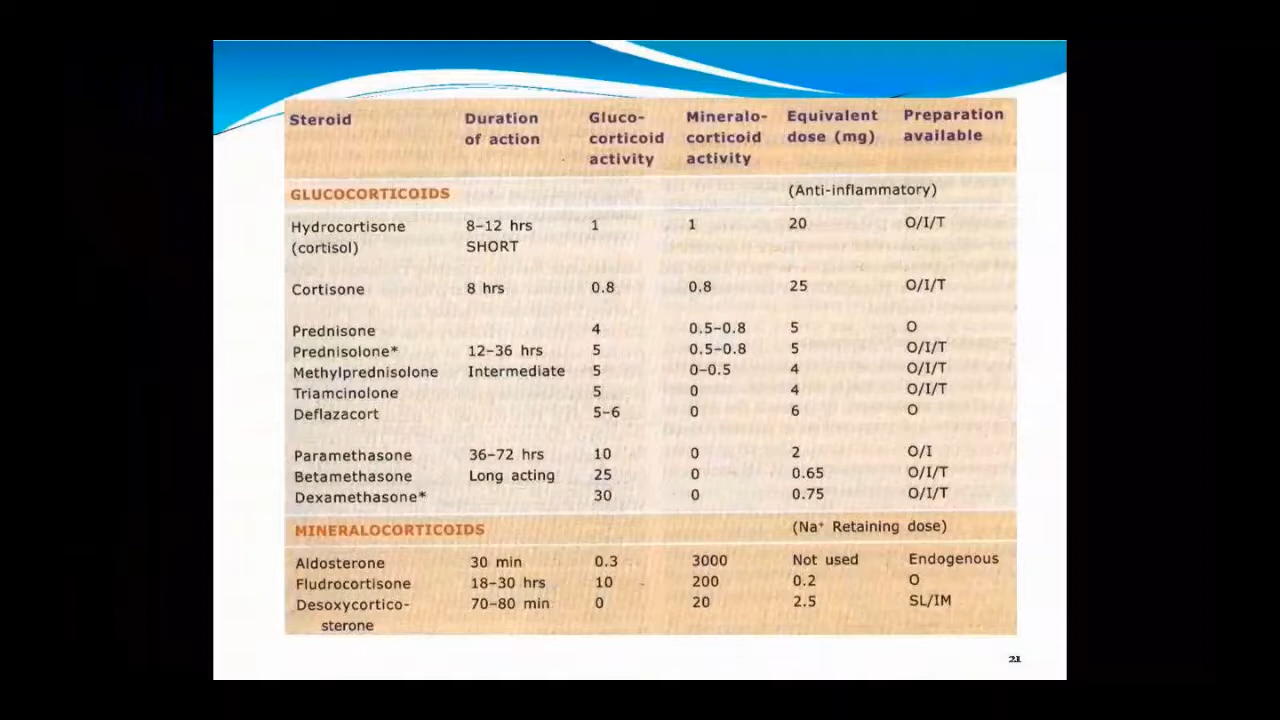 Steroid Duration of action Gluco-corticoid activity Mineralo-corticoid activity Equivalent dose (mg) Preparation available
GLUCOCORTICOIDS (Anti-inflammatory)
Hydrocortisone 8–12 hrs 1 1 20 O/I/T
(cortisol) SHORT
Cortisone 8 hrs 0.8 0.8 25 O/I/T
Prednisone 4 0.5–0.8 5 O
Prednisolone* 12–36 hrs 5 0.5–0.8 5 O/I/T
Methylprednisolone Intermediate 5 0–0.5 4 O/I/T
Triamcinolone 5 0 4 O/I/T
Deflazacort 5–6 0 6 O
Paramethasone 36–72 hrs 10 0 2 O/I
Betamethasone Long acting 25 0 0.65 O/I/T
Dexamethasone* 30 0 0.75 O/I/T
MINERALOCORTICOIDS (Na⁺ Retaining dose)
Aldosterone 30 min 0.3 3000 Not used Endogenous
Fludrocortisone 18–30 hrs 10 200 0.2 O
Desoxycortico- 70–80 min 0 20 2.5 SL/IM
sterone
21